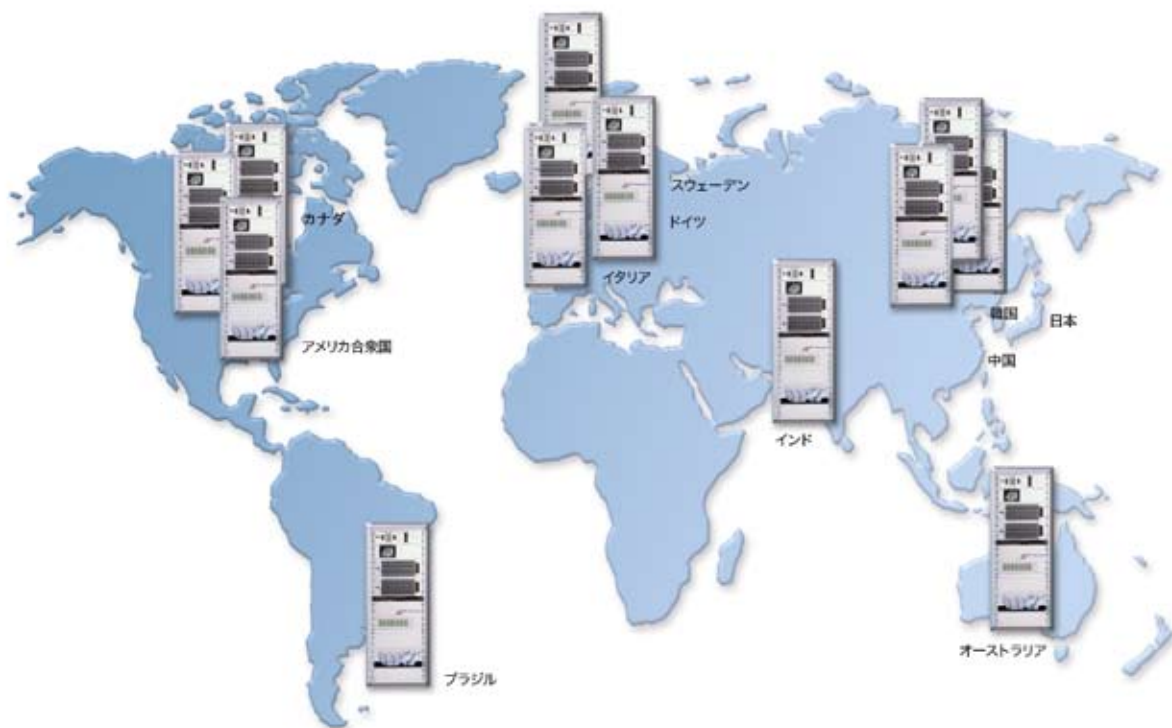 スウェーデン
カナダ
ドイツ
イタリア
韓国
日本
アメリカ合衆国
中国
インド
オーストラリア
ブラジル